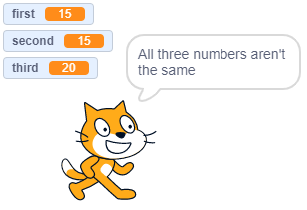 first 15
second 15
third 20
All three numbers aren't
the same